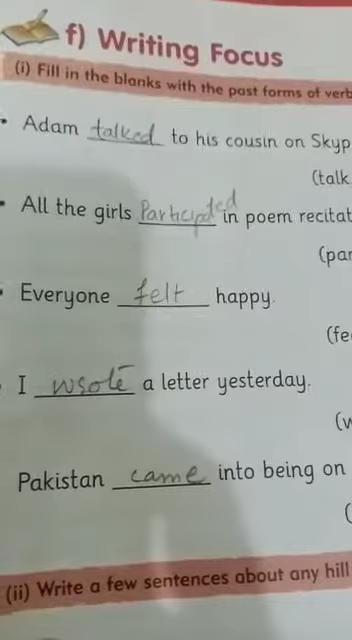 f) Writing Focus
(i) Fill in the blanks with the past forms of verb
Adam talked to his cousin on Skyp
(talk
All the girls Participated in poem recitat
(par
Everyone felt happy.
(fe
I wrote a letter yesterday.
(w
Pakistan came into being on
(
(ii) Write a few sentences about any hill